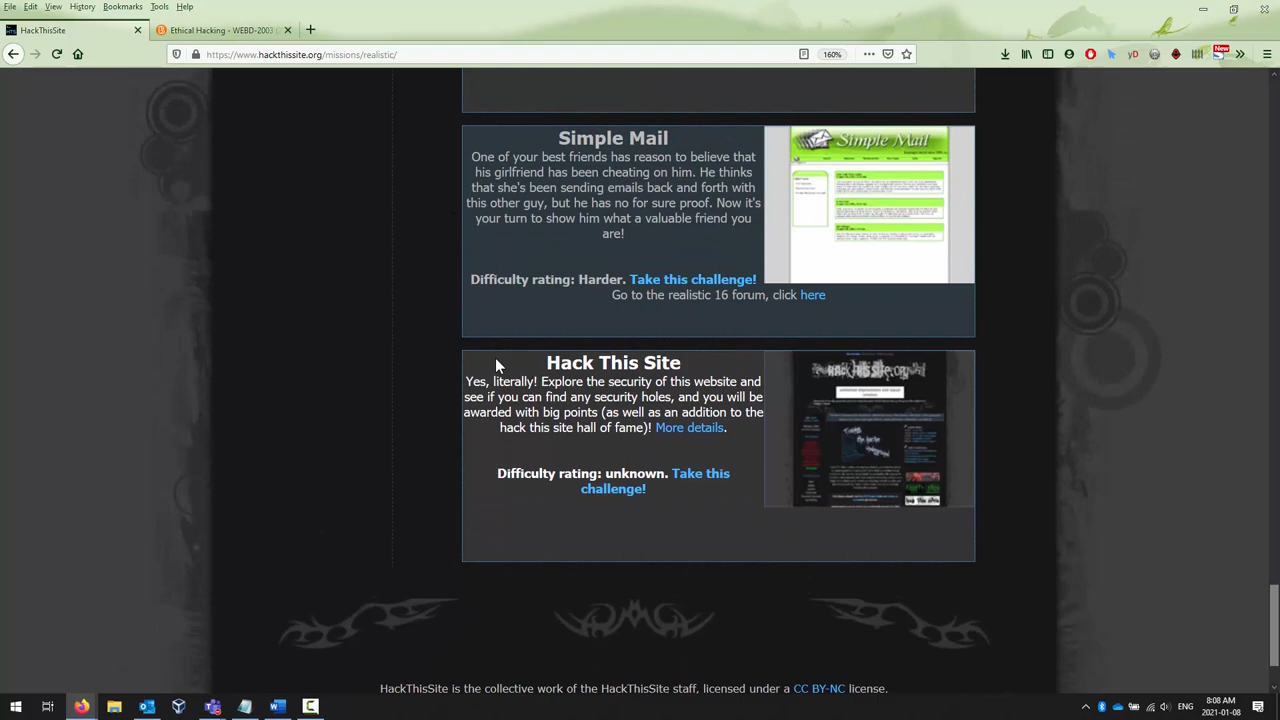 File Edit View History Bookmarks Tools Help
HackThisSite
Ethical Hacking - WEBD-2003
https://www.hackthissite.org/missions/realistic/
160%
yD
New
Simple Mail
One of your best friends has reason to believe that
his girlfriend has been cheating on him. He thinks
that she's been sending emails back and forth with
this other guy, but he has no for sure proof. Now it's
your turn to show him what a valuable friend you
are!
Difficulty rating: Harder. Take this challenge!
Go to the realistic 16 forum, click here
Simple Mail
Hack This Site
Yes, literally! Explore the security of this website and
see if you can find any security holes, and you will be
awarded with big points (as well as an addition to the
hack this site hall of fame)! More details.
Difficulty rating: unknown. Take this
challenge!
hackthissite.org
HackThisSite is the collective work of the HackThisSite staff, licensed under a CC BY-NC license.
ENG
8:08 AM
2021-01-08